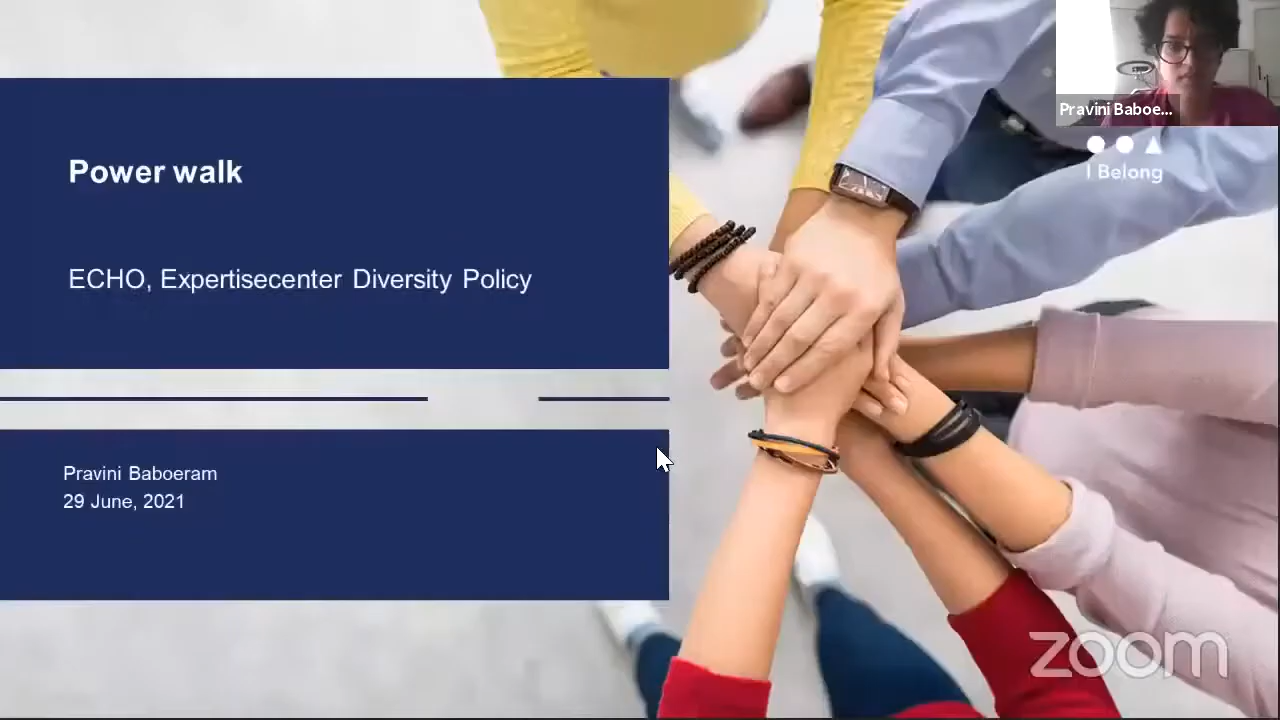 Power walk
ECHO, Expertisecenter Diversity Policy
Pravini Baboeram
29 June, 2021
Pravini Baboe...
I Belong
zoom